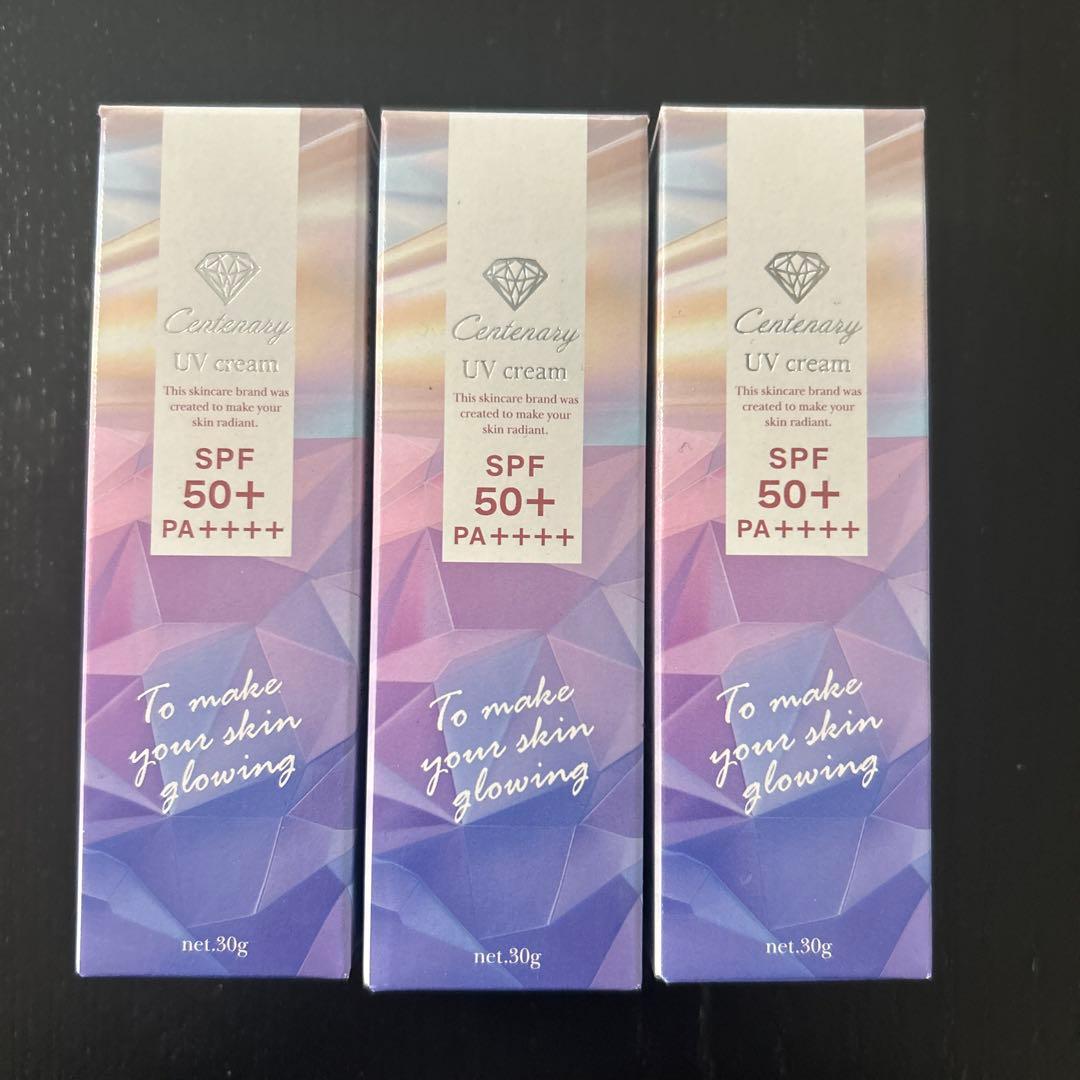 Centenary
UV cream
This skincare brand was
created to make your
skin radiant.
SPF
50+
PA++++
To make
your skin
glowing
net.30g
Centenary
UV cream
This skincare brand was
created to make your
skin radiant.
SPF
50+
PA++++
To make
your skin
glowing
net.30g
Centenary
UV cream
This skincare brand was
created to make your
skin radiant.
SPF
50+
PA++++
To make
your skin
glowing
net.30g